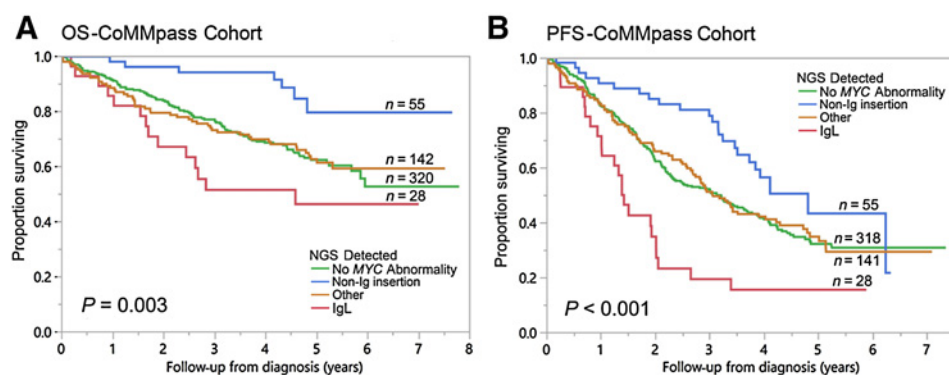 A OS–CoMMpass Cohort
Proportion surviving
1.0
0.8
0.6
0.4
0.2
0.0
n = 55
n = 142
n = 320
n = 28
NGS Detected
No MYC Abnormality
Non-Ig insertion
Other
IgL
P = 0.003
0 1 2 3 4 5 6 7 8
Follow-up from diagnosis (years)
B PFS–CoMMpass Cohort
Proportion surviving
1.0
0.8
0.6
0.4
0.2
0.0
NGS Detected
No MYC Abnormality
Non-Ig insertion
Other
IgL
n = 55
n = 318
n = 141
n = 28
P < 0.001
0 1 2 3 4 5 6 7
Follow-up from diagnosis (years)